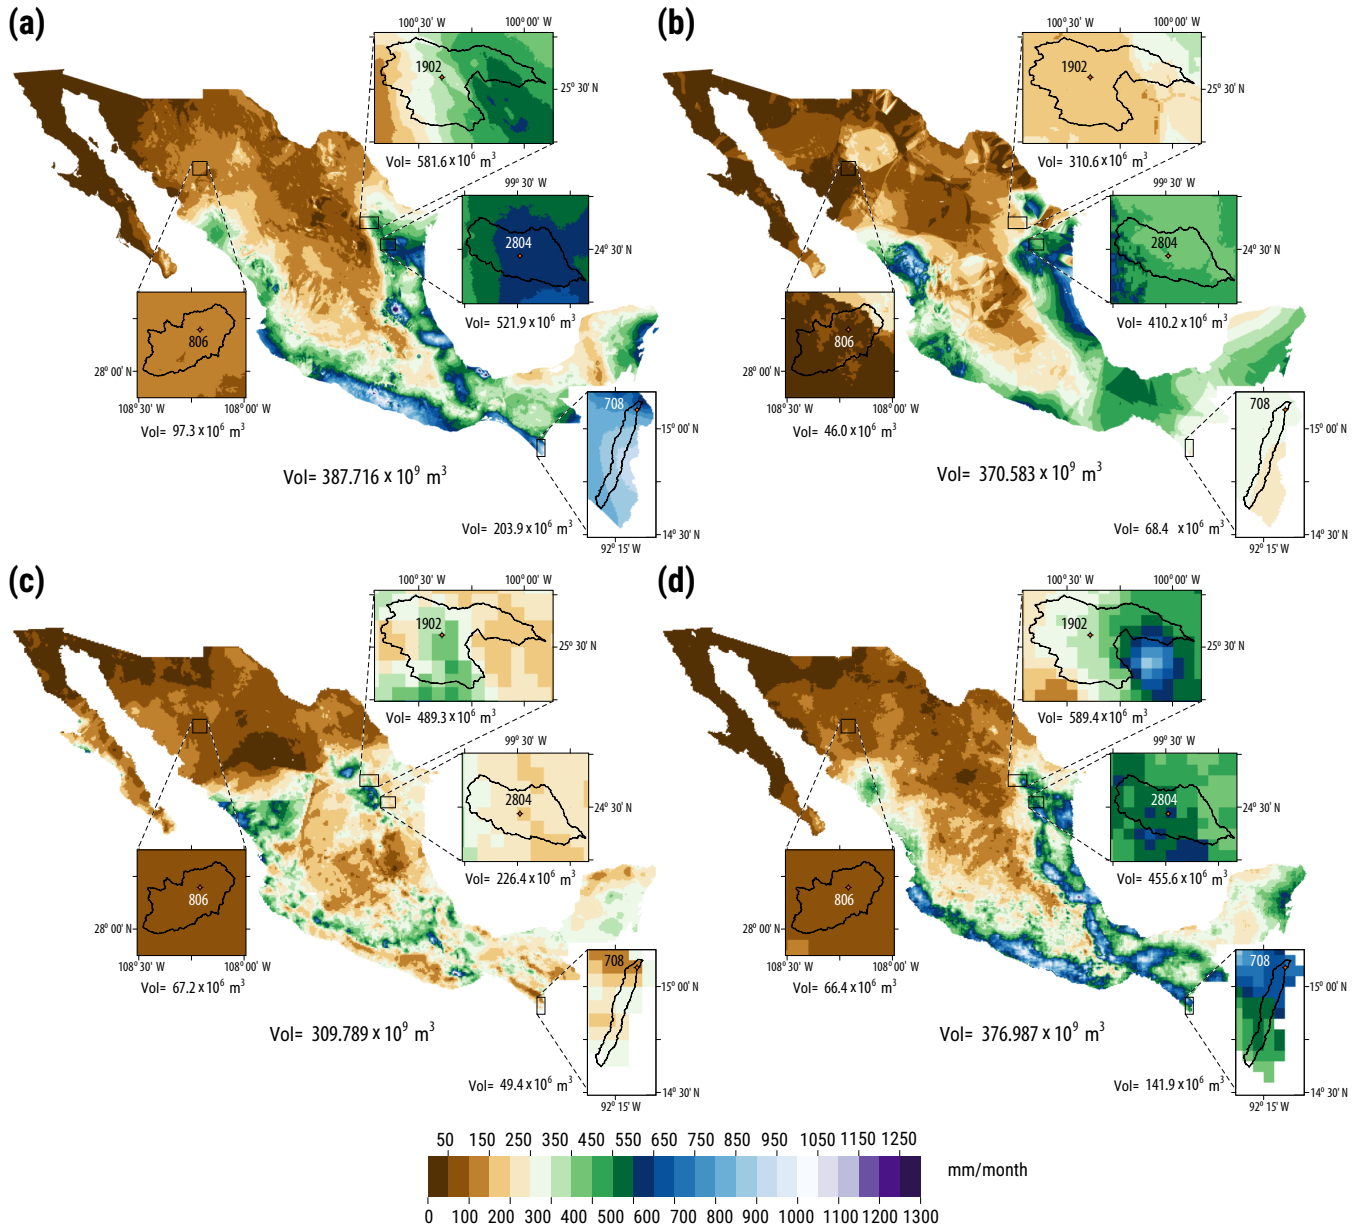 (a)
100° 30' W 100° 00' W
1902
25° 30' N
Vol= 581.6 x 10⁶ m³
99° 30' W
2804
24° 30' N
Vol= 521.9 x 10⁶ m³
806
28° 00' N
108° 30' W 108° 00' W
Vol= 97.3 x 10⁶ m³
708
15° 00' N
14° 30' N
92° 15' W
Vol= 203.9 x 10⁶ m³
Vol= 387.716 x 10⁹ m³
(b)
100° 30' W 100° 00' W
1902
25° 30' N
Vol= 310.6 x 10⁶ m³
99° 30' W
2804
24° 30' N
Vol= 410.2 x 10⁶ m³
806
28° 00' N
108° 30' W 108° 00' W
Vol= 46.0 x 10⁶ m³
708
15° 00' N
14° 30' N
92° 15' W
Vol= 68.4 x 10⁶ m³
Vol= 370.583 x 10⁹ m³
(c)
100° 30' W 100° 00' W
1902
25° 30' N
Vol= 489.3 x 10⁶ m³
99° 30' W
2804
24° 30' N
Vol= 226.4 x 10⁶ m³
806
28° 00' N
108° 30' W 108° 00' W
Vol= 67.2 x 10⁶ m³
708
15° 00' N
14° 30' N
92° 15' W
Vol= 49.4 x 10⁶ m³
Vol= 309.789 x 10⁹ m³
(d)
100° 30' W 100° 00' W
1902
25° 30' N
Vol= 589.4 x 10⁶ m³
99° 30' W
2804
24° 30' N
Vol= 455.6 x 10⁶ m³
806
28° 00' N
108° 30' W 108° 00' W
Vol= 66.4 x 10⁶ m³
708
15° 00' N
14° 30' N
92° 15' W
Vol= 141.9 x 10⁶ m³
Vol= 376.987 x 10⁹ m³
50 150 250 350 450 550 650 750 850 950 1050 1150 1250
mm/month
0 100 200 300 400 500 600 700 800 900 1000 1100 1200 1300